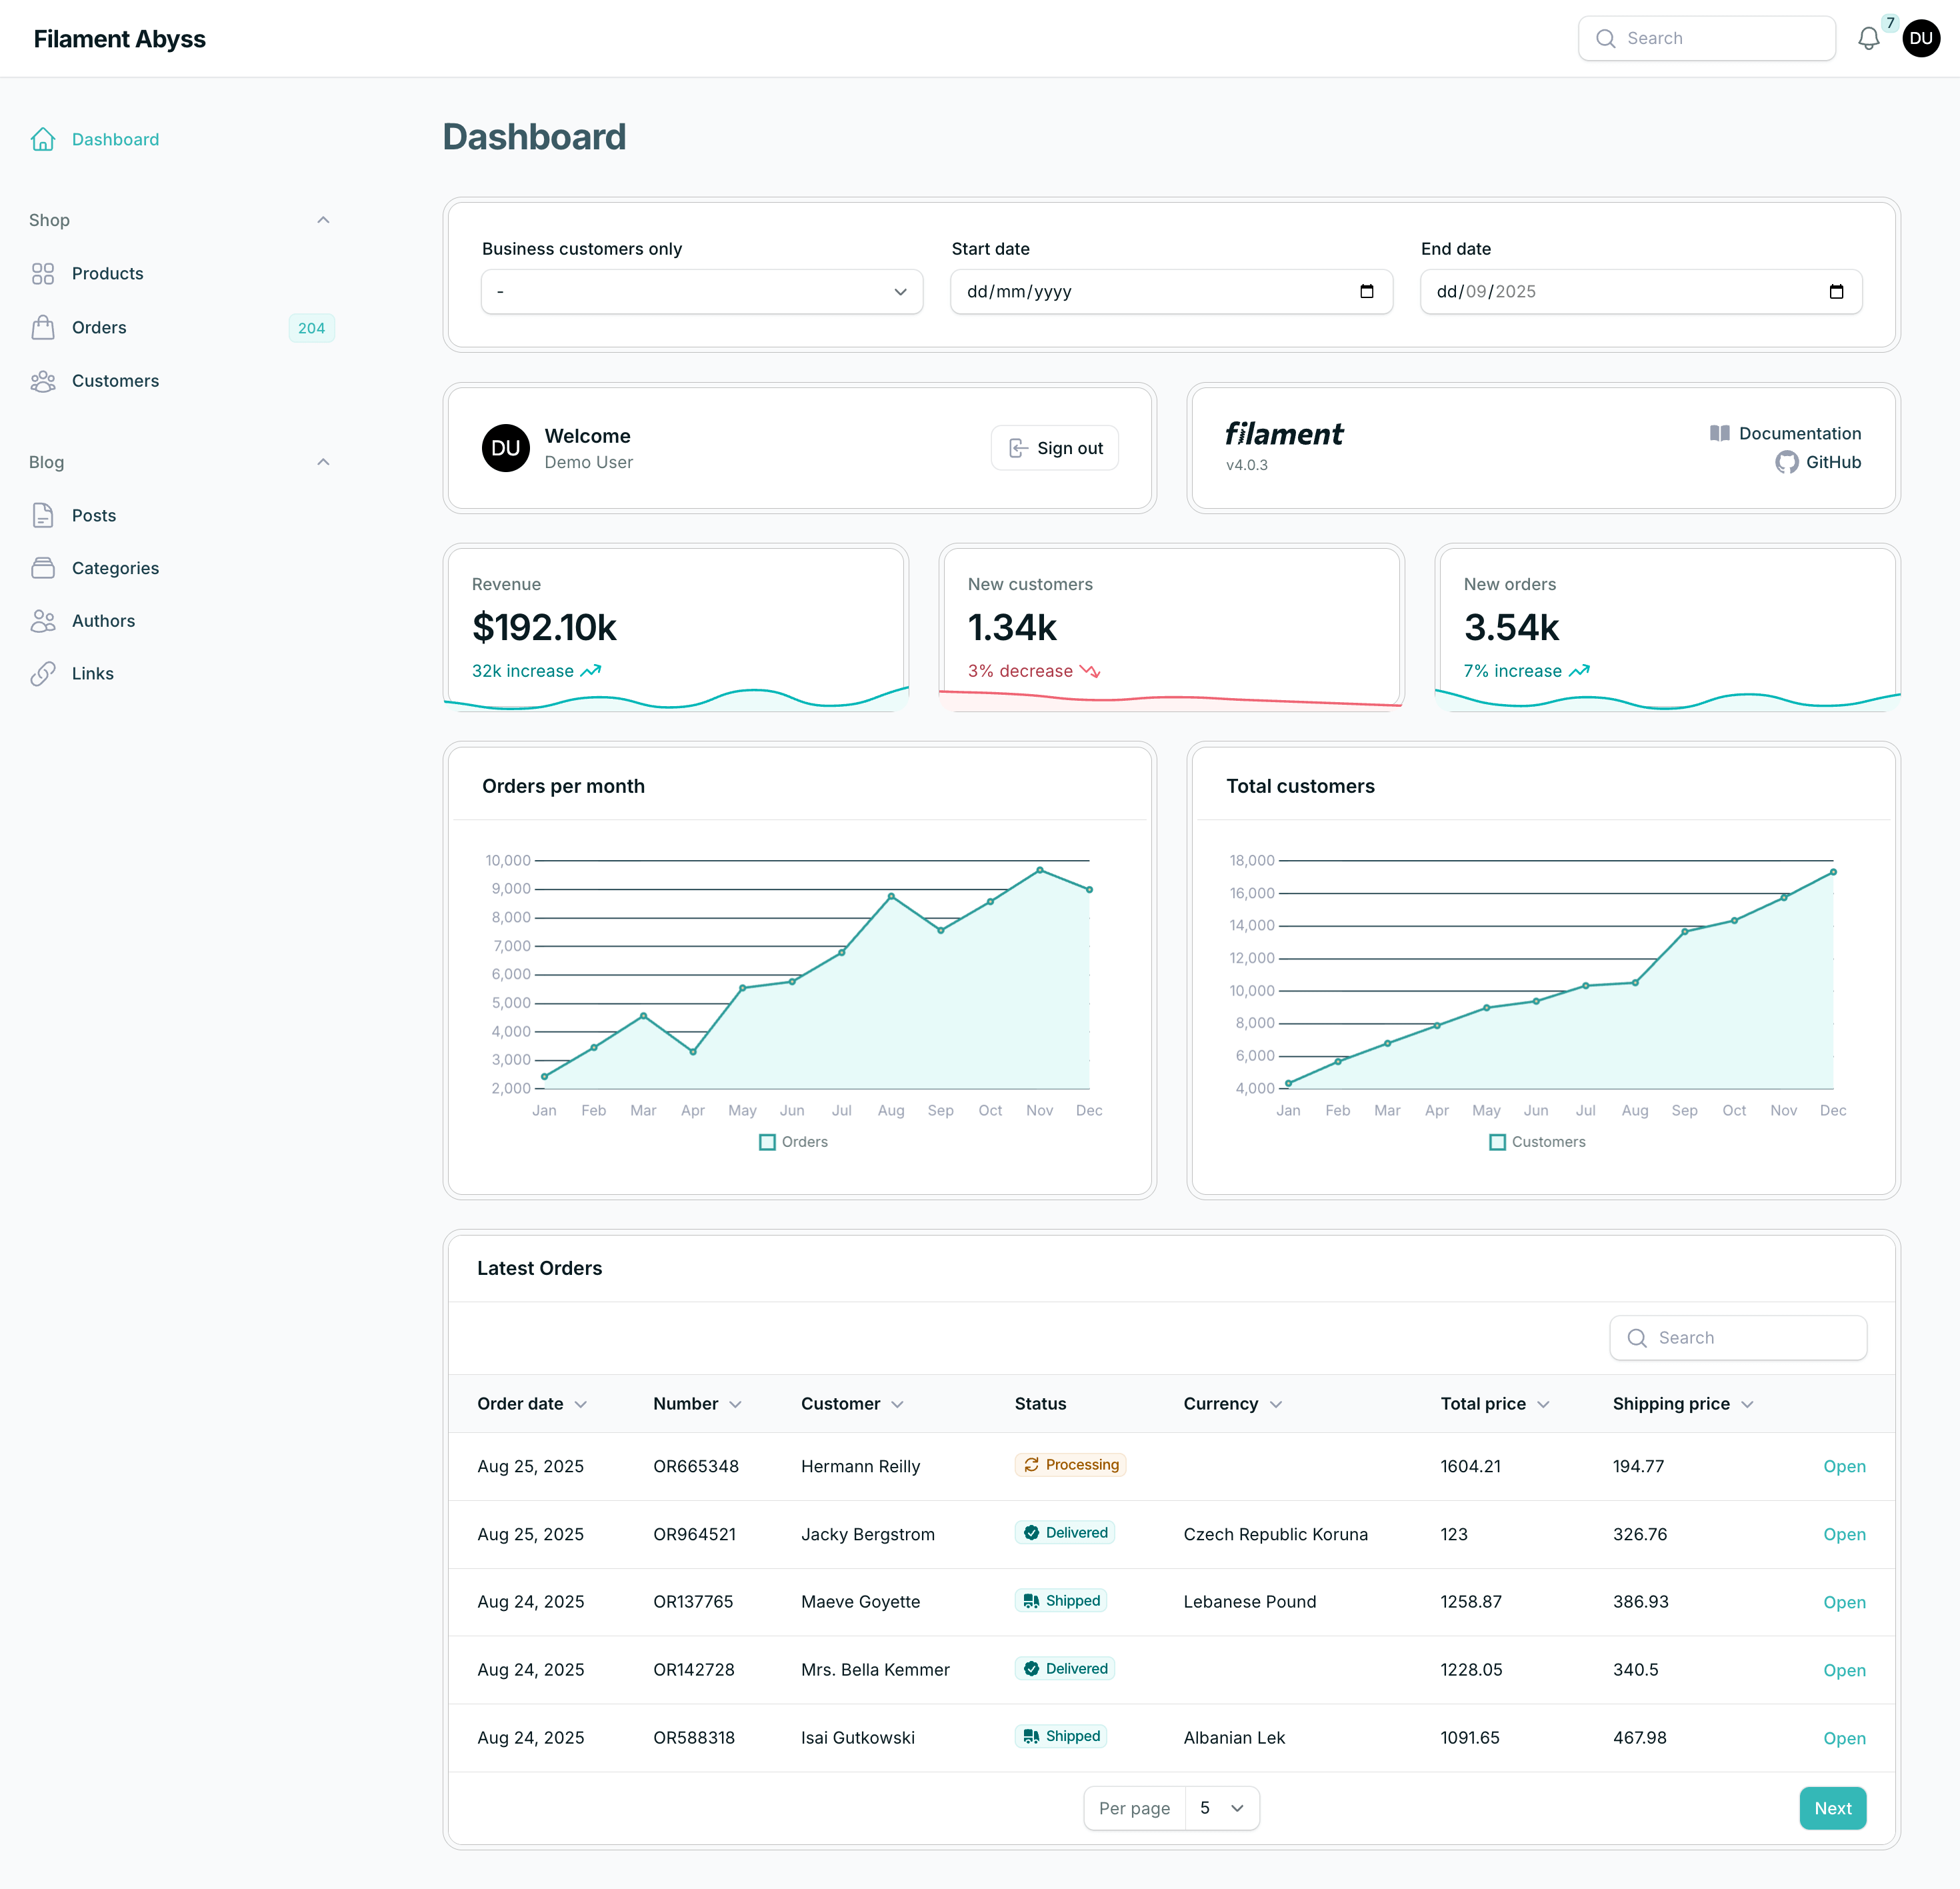 Filament Abyss
Search
7
DU
Dashboard
Shop
Products
Orders
204
Customers
Blog
Posts
Categories
Authors
Links
Dashboard
Business customers only
Start date
End date
-
dd/mm/yyyy
dd/09/2025
DU
Welcome
Demo User
Sign out
filament
v4.0.3
Documentation
GitHub
Revenue
$192.10k
32k increase
New customers
1.34k
3% decrease
New orders
3.54k
7% increase
Orders per month
10,000
9,000
8,000
7,000
6,000
5,000
4,000
3,000
2,000
Jan Feb Mar Apr May Jun Jul Aug Sep Oct Nov Dec
Orders
Total customers
18,000
16,000
14,000
12,000
10,000
8,000
6,000
4,000
Jan Feb Mar Apr May Jun Jul Aug Sep Oct Nov Dec
Customers
Latest Orders
Search
Order date Number Customer Status Currency Total price Shipping price
Aug 25, 2025 OR665348 Hermann Reilly Processing 1604.21 194.77 Open
Aug 25, 2025 OR964521 Jacky Bergstrom Delivered Czech Republic Koruna 123 326.76 Open
Aug 24, 2025 OR137765 Maeve Goyette Shipped Lebanese Pound 1258.87 386.93 Open
Aug 24, 2025 OR142728 Mrs. Bella Kemmer Delivered 1228.05 340.5 Open
Aug 24, 2025 OR588318 Isai Gutkowski Shipped Albanian Lek 1091.65 467.98 Open
Per page 5
Next